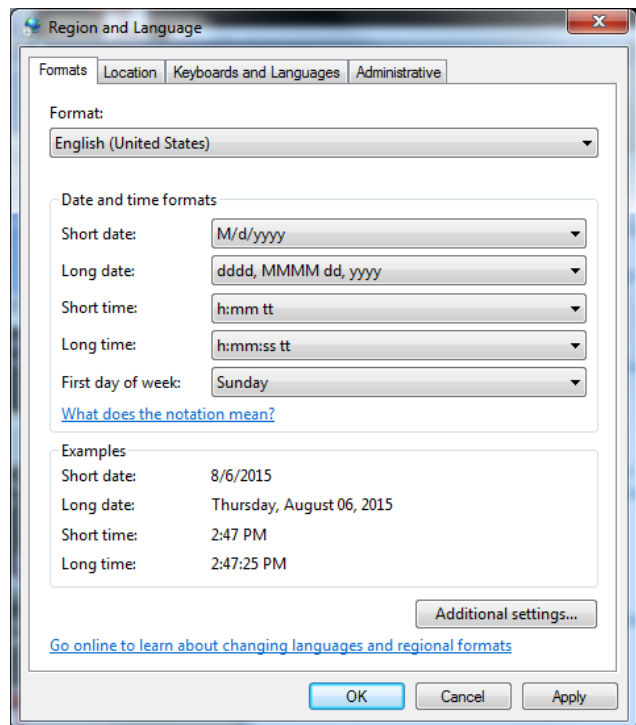 Region and Language
Formats Location Keyboards and Languages Administrative
Format:
English (United States)
Date and time formats
Short date: M/d/yyyy
Long date: dddd, MMMM dd, yyyy
Short time: h:mm tt
Long time: h:mm:ss tt
First day of week: Sunday
What does the notation mean?
Examples
Short date: 8/6/2015
Long date: Thursday, August 06, 2015
Short time: 2:47 PM
Long time: 2:47:25 PM
Additional settings...
Go online to learn about changing languages and regional formats
OK Cancel Apply